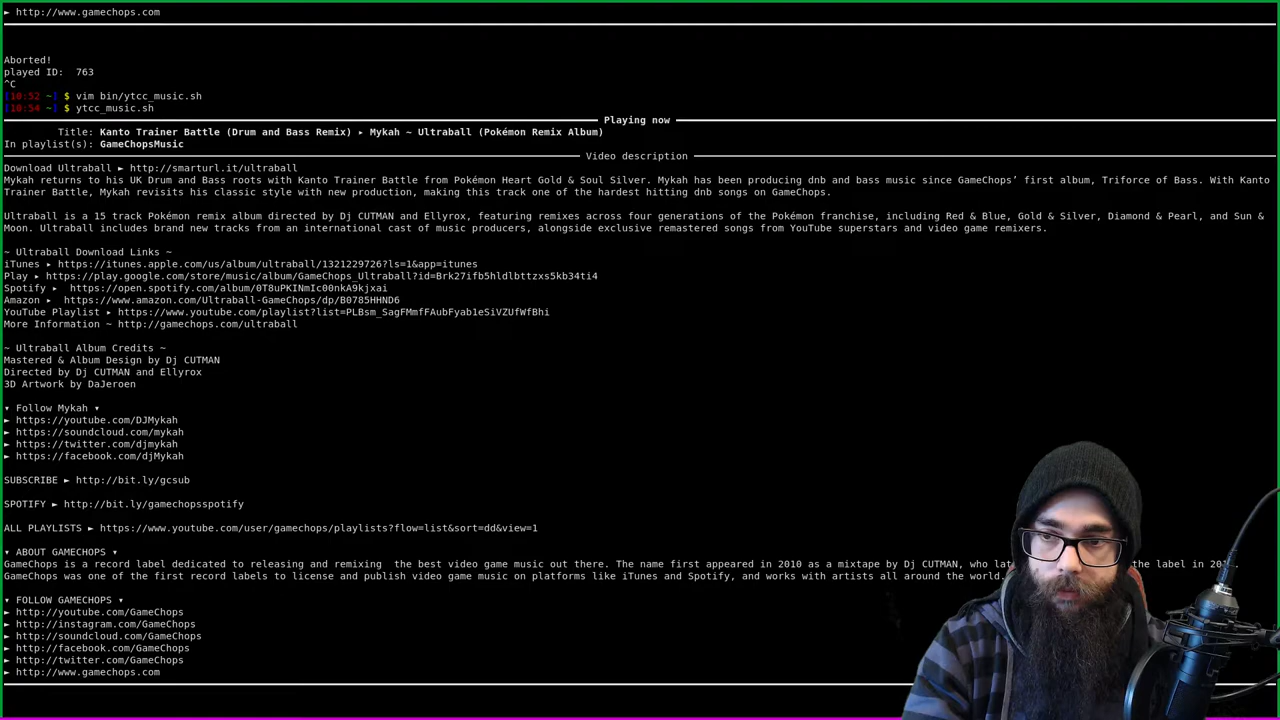 ► http://www.gamechops.com
Aborted!
played ID:  763
^C
[10:52 ~] $ vim bin/ytcc_music.sh
[10:54 ~] $ ytcc_music.sh
Playing now
Title: Kanto Trainer Battle (Drum and Bass Remix) ▸ Mykah ~ Ultraball (Pokémon Remix Album)
In playlist(s): GameChopsMusic
Video description
Download Ultraball ► http://smarturl.it/ultraball
Mykah returns to his UK Drum and Bass roots with Kanto Trainer Battle from Pokémon Heart Gold & Soul Silver. Mykah has been producing dnb and bass music since GameChops’ first album, Triforce of Bass. With Kanto
Trainer Battle, Mykah revisits his classic style with new production, making this track one of the hardest hitting dnb songs on GameChops.
Ultraball is a 15 track Pokémon remix album directed by Dj CUTMAN and Ellyrox, featuring remixes across four generations of the Pokémon franchise, including Red & Blue, Gold & Silver, Diamond & Pearl, and Sun &
Moon. Ultraball includes brand new tracks from an international cast of music producers, alongside exclusive remastered songs from YouTube superstars and video game remixers.
~ Ultraball Download Links ~
iTunes ▸ https://itunes.apple.com/us/album/ultraball/1321229726?ls=1&app=itunes
Play ▸ https://play.google.com/store/music/album/GameChops_Ultraball?id=Brk27ifb5hldlbttzxs5kb34ti4
Spotify ▸  https://open.spotify.com/album/0T8uPKINmIc00nkA9kjxai
Amazon ▸  https://www.amazon.com/Ultraball-GameChops/dp/B0785HHND6
YouTube Playlist ▸ https://www.youtube.com/playlist?list=PLBsm_SagFMmfFAubFyab1eSiVZUfWfBhi
More Information ~ http://gamechops.com/ultraball
~ Ultraball Album Credits ~
Mastered & Album Design by Dj CUTMAN
Directed by Dj CUTMAN and Ellyrox
3D Artwork by DaJeroen
▾ Follow Mykah ▾
► https://youtube.com/DJMykah
► https://soundcloud.com/mykah
► https://twitter.com/djmykah
► https://facebook.com/djMykah
SUBSCRIBE ► http://bit.ly/gcsub
SPOTIFY ► http://bit.ly/gamechopsspotify
ALL PLAYLISTS ► https://www.youtube.com/user/gamechops/playlists?flow=list&sort=dd&view=1
▾ ABOUT GAMECHOPS ▾
GameChops is a record label dedicated to releasing and remixing  the best video game music out there. The name first appeared in 2010 as a mixtape by Dj CUTMAN, who the label in
GameChops was one of the first record labels to license and publish video game music on platforms like iTunes and Spotify, and works with artists all around the world.
▾ FOLLOW GAMECHOPS ▾
► http://youtube.com/GameChops
► http://instagram.com/GameChops
► http://soundcloud.com/GameChops
► http://facebook.com/GameChops
► http://twitter.com/GameChops
► http://www.gamechops.com